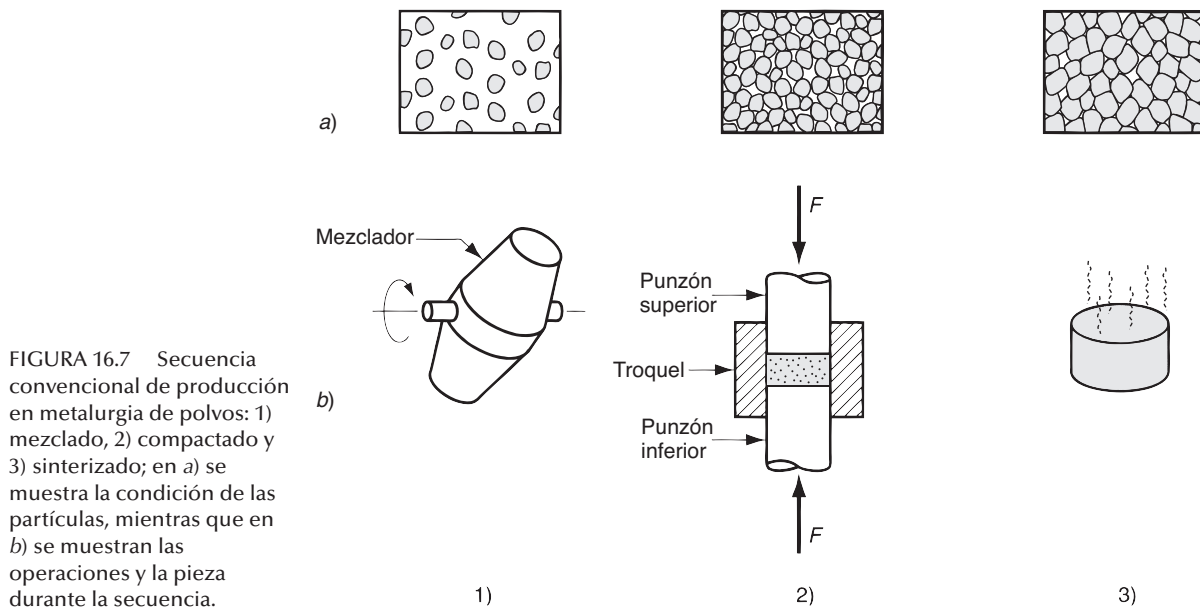 a)
Mezclador
F
Punzón
superior
Troquel
b)
Punzón
inferior
F
FIGURA 16.7 Secuencia
convencional de producción
en metalurgia de polvos: 1)
mezclado, 2) compactado y
3) sinterizado; en a) se
muestra la condición de las
partículas, mientras que en
b) se muestran las
operaciones y la pieza
durante la secuencia.
1) 2) 3)